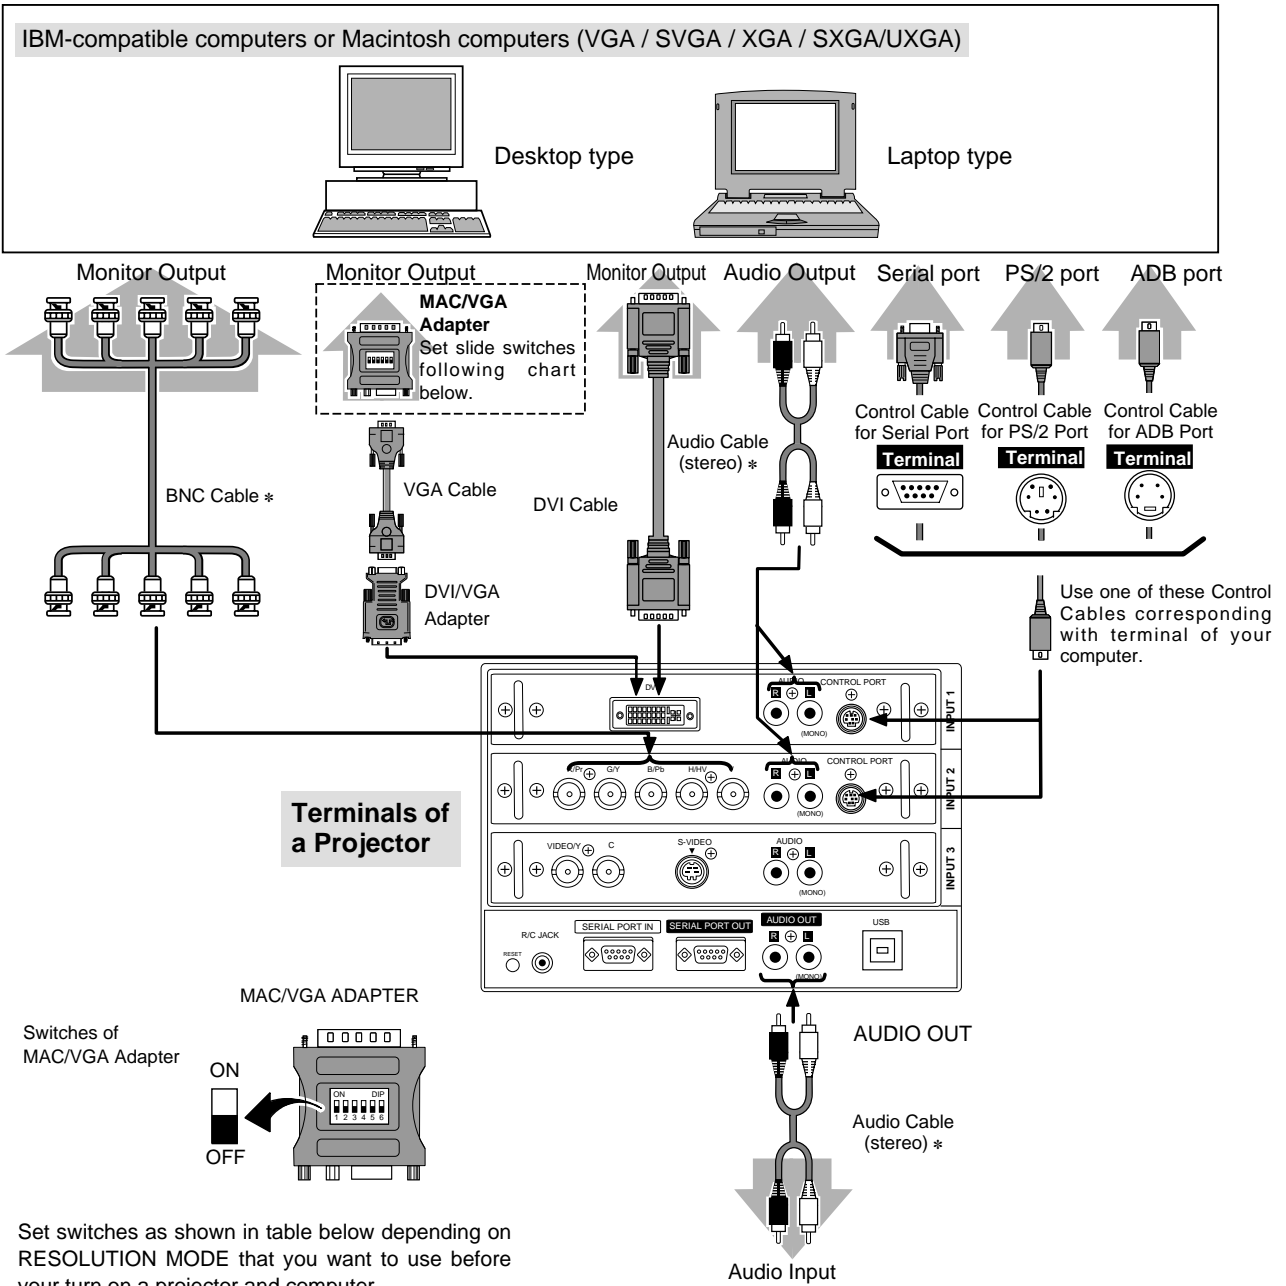 IBM-compatible computers or Macintosh computers (VGA / SVGA / XGA / SXGA/UXGA)
Desktop type
Laptop type
Monitor Output
Monitor Output
Monitor Output
Audio Output
Serial port
PS/2 port
ADB port
MAC/VGA
Adapter
Set slide switches
following chart
below.
Control Cable
for Serial Port
Control Cable
for PS/2 Port
Control Cable
for ADB Port
Terminal
Terminal
Terminal
Audio Cable
(stereo) *
BNC Cable *
VGA Cable
DVI Cable
DVI/VGA
Adapter
Use one of these Control
Cables corresponding
with terminal of your
computer.
AUDIO
CONTROL PORT
R
L
(MONO)
INPUT 1
G/Y
B/Pb
H/HV
AUDIO
CONTROL PORT
R
L
(MONO)
INPUT 2
Terminals of
a Projector
VIDEO/Y
C
S-VIDEO
AUDIO
R
L
(MONO)
INPUT 3
RESET
R/C JACK
SERIAL PORT IN
SERIAL PORT OUT
AUDIO OUT
R
L
(MONO)
USB
MAC/VGA ADAPTER
Switches of
MAC/VGA Adapter
ON
OFF
ON
DIP
1 2 3 4 5 6
AUDIO OUT
Audio Cable
(stereo) *
Audio Input
Set switches as shown in table below depending on
RESOLUTION MODE that you want to use before
your turn on a projector and computer.